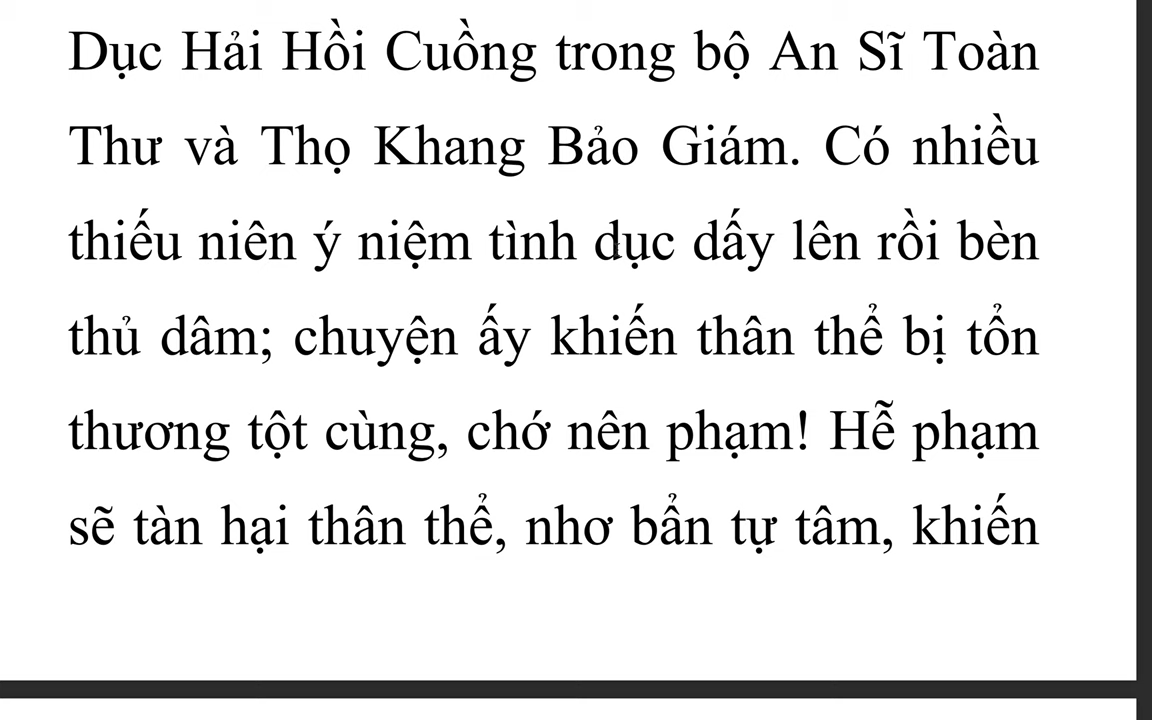 Dục Hải Hồi Cuồng trong bộ An Sĩ Toàn
Thư và Thọ Khang Bảo Giám. Có nhiều
thiếu niên ý niệm tình dục dấy lên rồi bèn
thủ dâm; chuyện ấy khiến thân thể bị tổn
thương tột cùng, chớ nên phạm! Hễ phạm
sẽ tàn hại thân thể, nhơ bẩn tự tâm, khiến